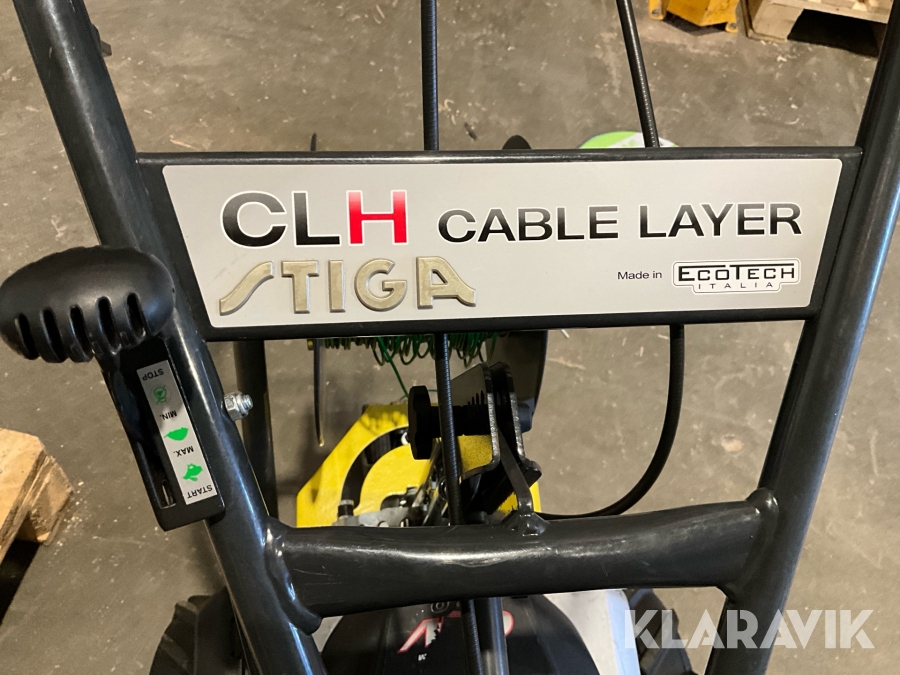 CLH CABLE LAYER
STIGA
Made in ECOTECH
ITALIA
STOP
MIN.
MAX.
START
KLARAVIK